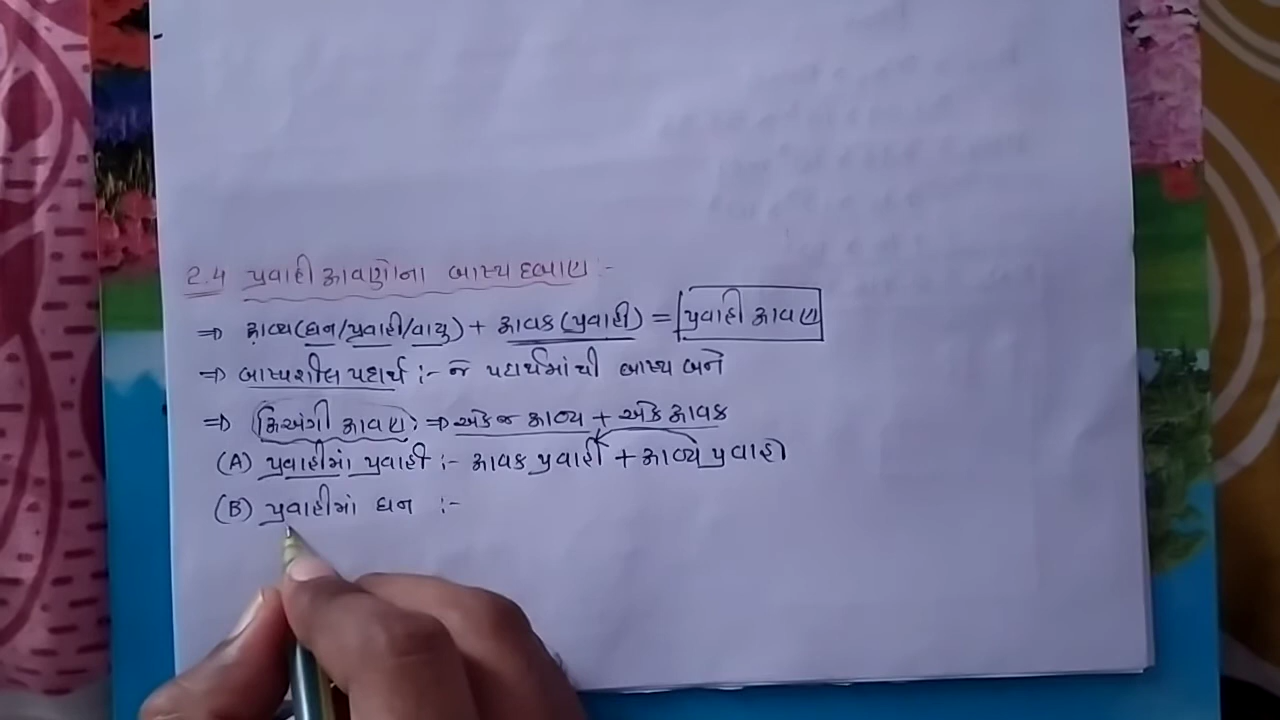 2.4 પ્રવાહી દ્રાવણોના બાષ્પ દબાણ :-
⇒ દ્રાવ્ય (ઘન/પ્રવાહી/વાયુ) + દ્રાવક (પ્રવાહી) = પ્રવાહી દ્રાવણ
⇒ બાષ્પશીલ પદાર્થ :- જે પદાર્થમાંથી બાષ્પ બને
⇒ દ્વિઅંગી દ્રાવણ : ⇒ એક જ દ્રાવ્ય + એક દ્રાવક
(A) પ્રવાહીમાં પ્રવાહી :- દ્રાવક પ્રવાહી + દ્રાવ્ય પ્રવાહી
(B) પ્રવાહીમાં ઘન :-